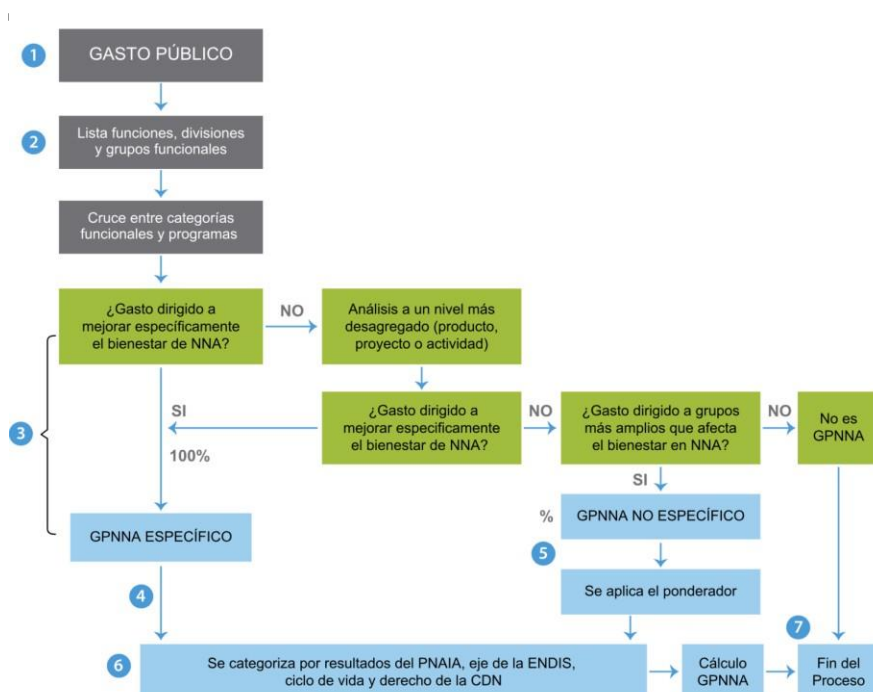 1
GASTO PÚBLICO
2
Lista funciones, divisiones
y grupos funcionales
Cruce entre categorías
funcionales y programas
3
¿Gasto dirigido a
mejorar específicamente
el bienestar de NNA?
NO
Análisis a un nivel más
desagregado (producto,
proyecto o actividad)
SI
100%
¿Gasto dirigido a
mejorar especificamente
el bienestar de NNA?
NO
¿Gasto dirigido a grupos
más amplios que afecta
el bienestar en NNA?
NO
No es
GPNNA
SI
GPNNA ESPECÍFICO
%
GPNNA NO ESPECÍFICO
4
5
Se aplica el ponderador
6
Se categoriza por resultados del PNAIA, eje de la ENDIS,
ciclo de vida y derecho de la CDN
Cálculo
GPNNA
7
Fin del
Proceso